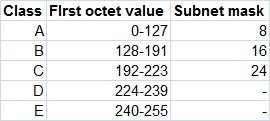 Class First octet value Subnet mask
A 0-127 8
B 128-191 16
C 192-223 24
D 224-239 -
E 240-255 -